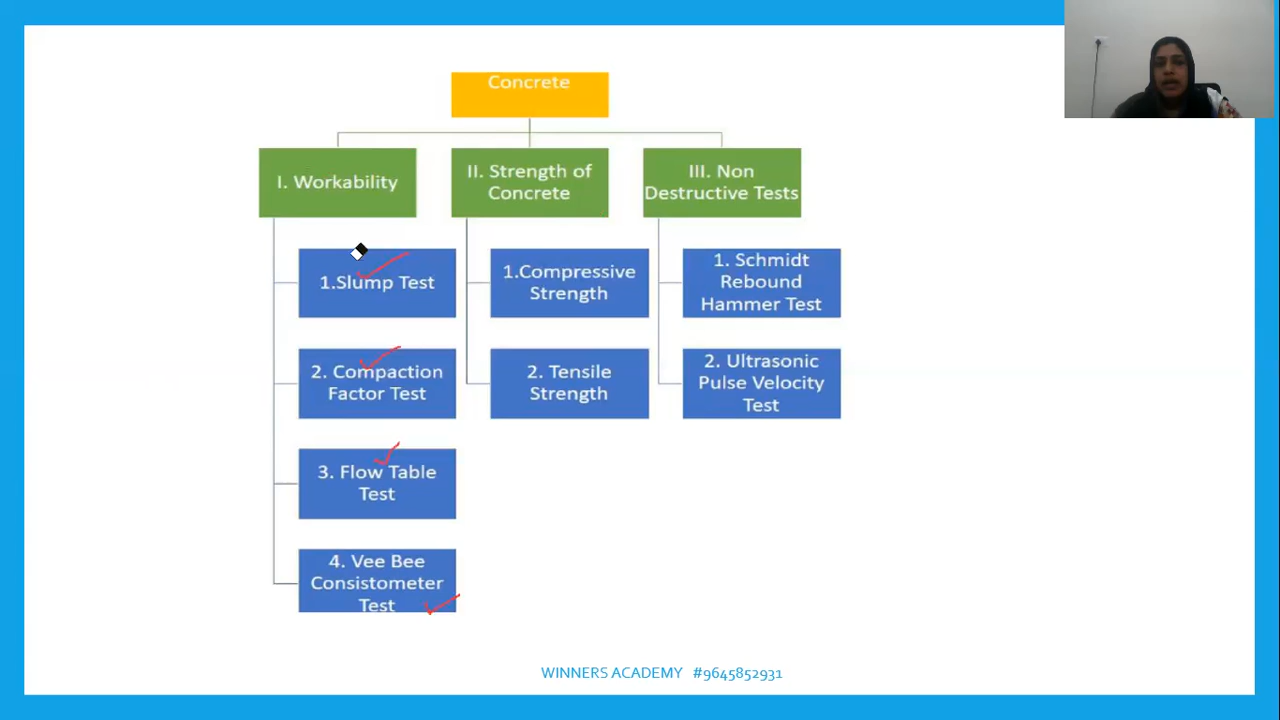 Concrete
I. Workability
II. Strength of
Concrete
III. Non
Destructive Tests
1.Slump Test
2. Compaction
Factor Test
3. Flow Table
Test
4. Vee Bee
Consistometer
Test
1.Compressive
Strength
2. Tensile
Strength
1. Schmidt
Rebound
Hammer Test
2. Ultrasonic
Pulse Velocity
Test
WINNERS ACADEMY #9645852931